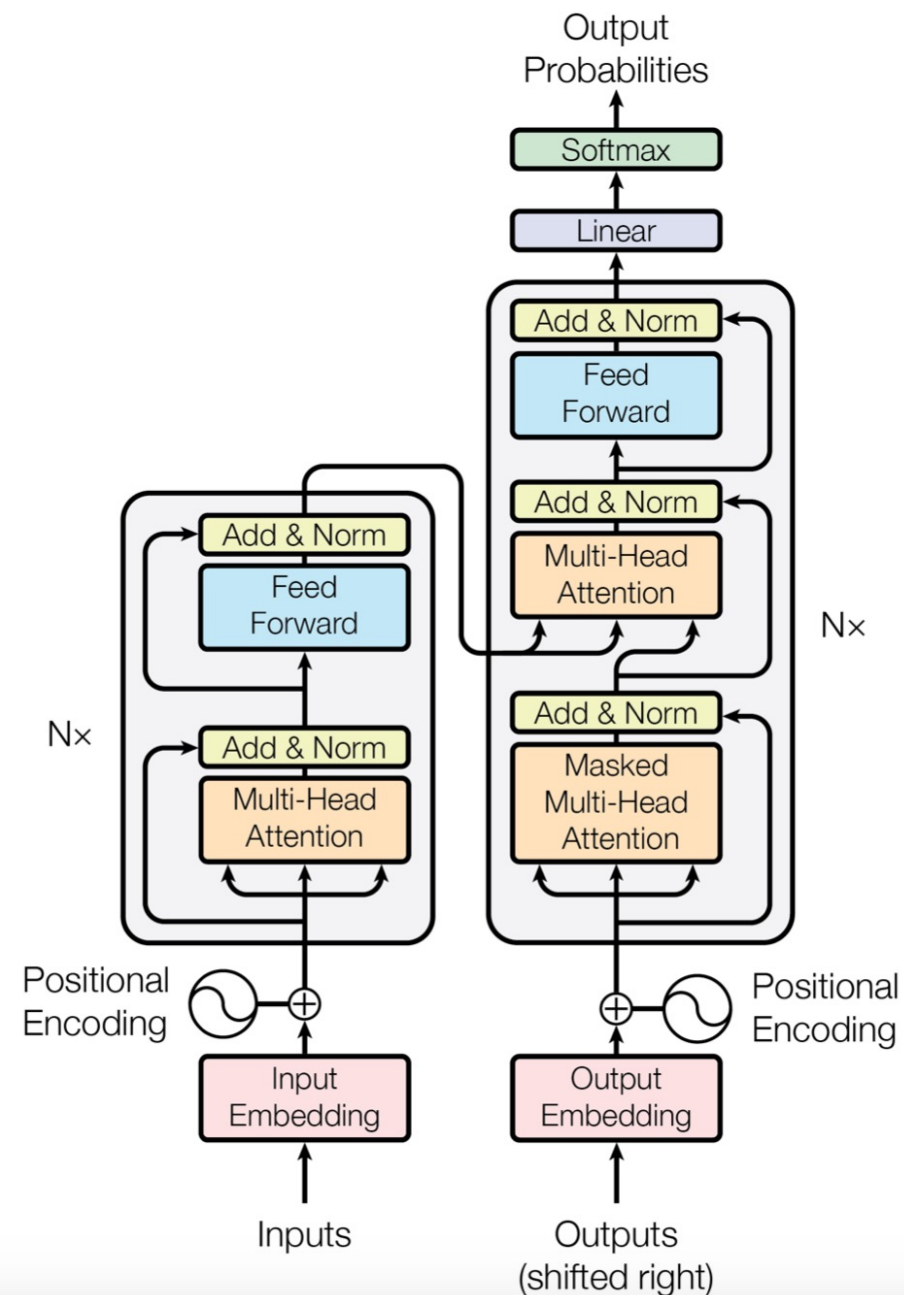 Output
Probabilities
Softmax
Linear
Add & Norm
Feed
Forward
Add & Norm
Multi-Head
Attention
Add & Norm
Masked
Multi-Head
Attention
N×
Add & Norm
Feed
Forward
Add & Norm
Multi-Head
Attention
N×
Positional
Encoding
Positional
Encoding
Input
Embedding
Output
Embedding
Inputs
Outputs
(shifted right)